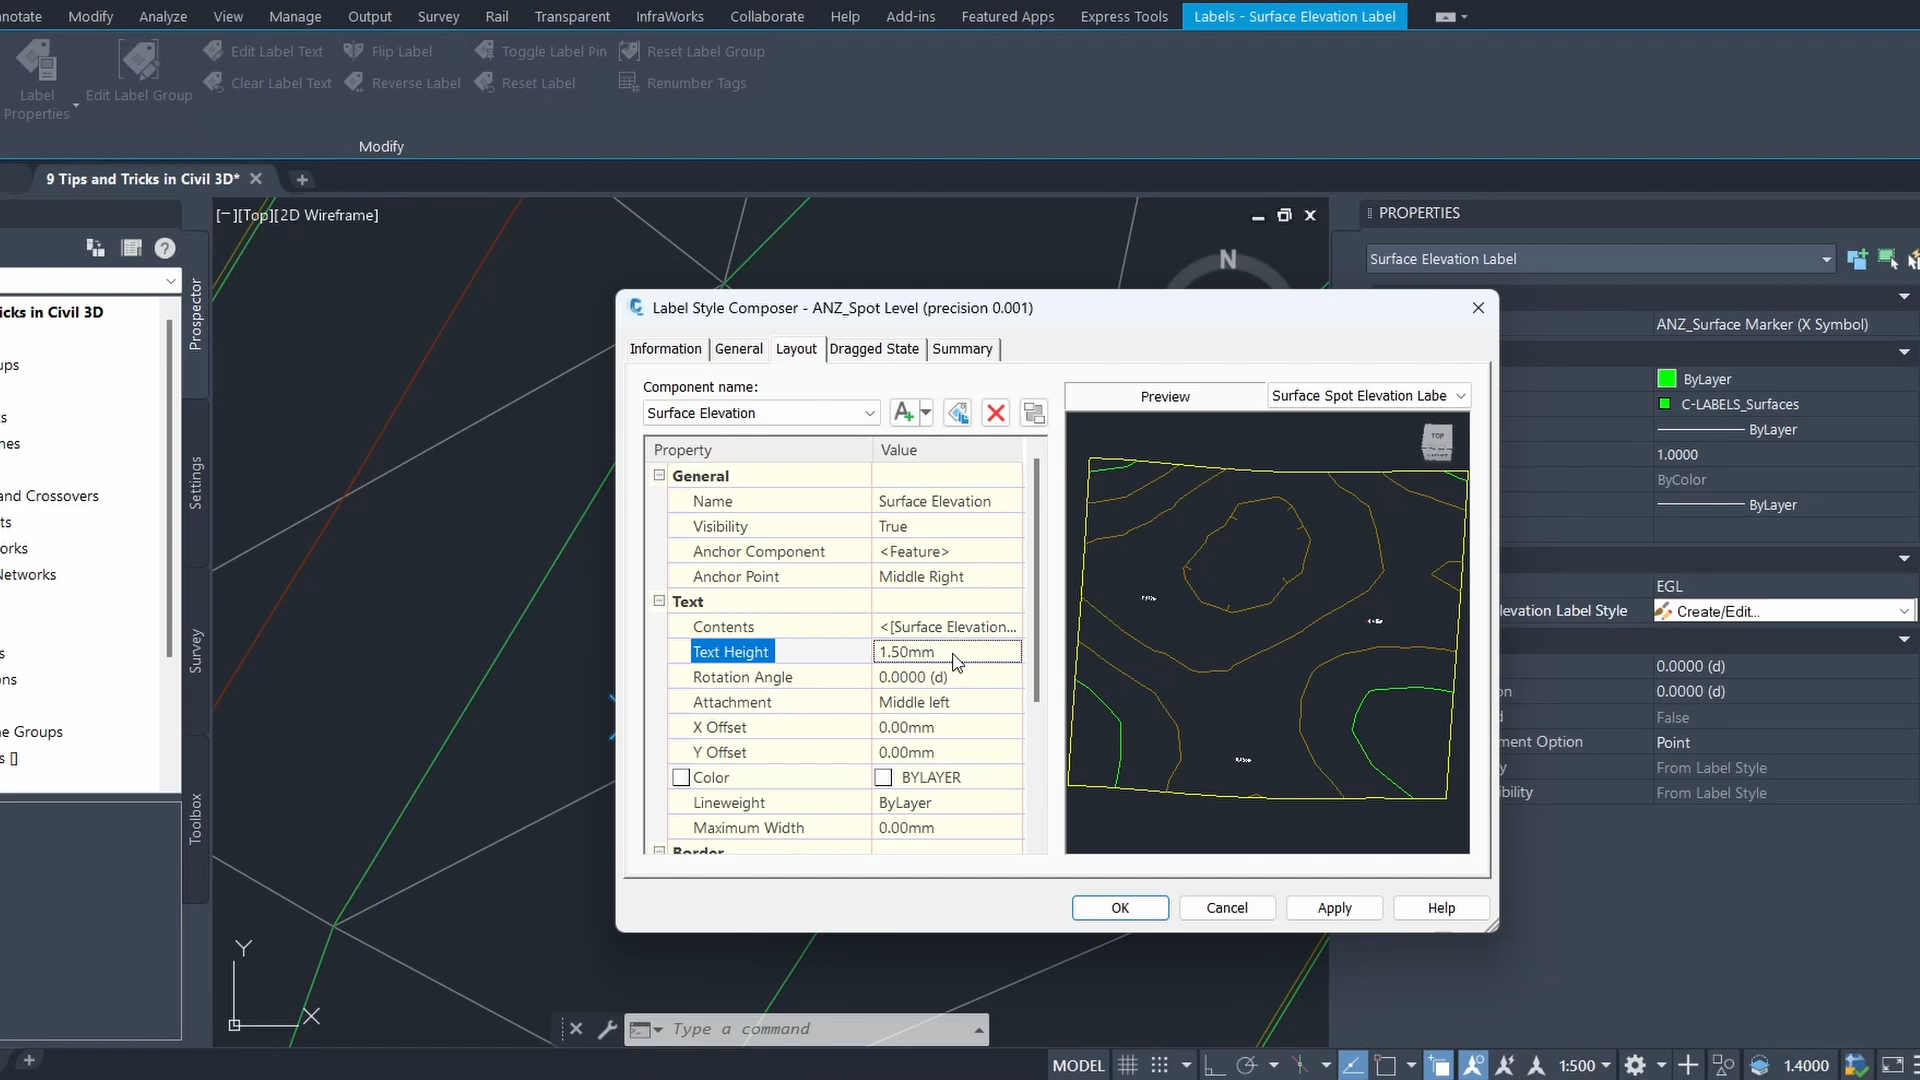 notate Modify Analyze View Manage Output Survey Rail Transparent InfraWorks Collaborate Help Add-ins Featured Apps Express Tools Labels - Surface Elevation Label
Edit Label Text Flip Label Toggle Label Pin Reset Label Group
Clear Label Text Reverse Label Reset Label Renumber Tags
Label Properties
Edit Label Group
Modify
9 Tips and Tricks in Civil 3D*
[−][Top][2D Wireframe]
N
PROPERTIES
Surface Elevation Label
icks in Civil 3D
ups
ts
nes
and Crossovers
ts
orks
Networks
s
ns
ne Groups
s []
Prospector
Settings
Survey
Toolbox
Label Style Composer - ANZ_Spot Level (precision 0.001)
Information General Layout Dragged State Summary
Component name:
Surface Elevation
Preview Surface Spot Elevation Labe
TOP
Property Value
General
Name Surface Elevation
Visibility True
Anchor Component <Feature>
Anchor Point Middle Right
Text
Contents <[Surface Elevation...
Text Height 1.50mm
Rotation Angle 0.0000 (d)
Attachment Middle left
X Offset 0.00mm
Y Offset 0.00mm
Color BYLAYER
Lineweight ByLayer
Maximum Width 0.00mm
Border
OK Cancel Apply Help
ANZ_Surface Marker (X Symbol)
ByLayer
C-LABELS_Surfaces
ByLayer
1.0000
ByColor
ByLayer
EGL
levation Label Style Create/Edit...
0.0000 (d)
on 0.0000 (d)
d False
ment Option Point
y From Label Style
ibility From Label Style
Y
X
Type a command
MODEL 1:500 1.4000